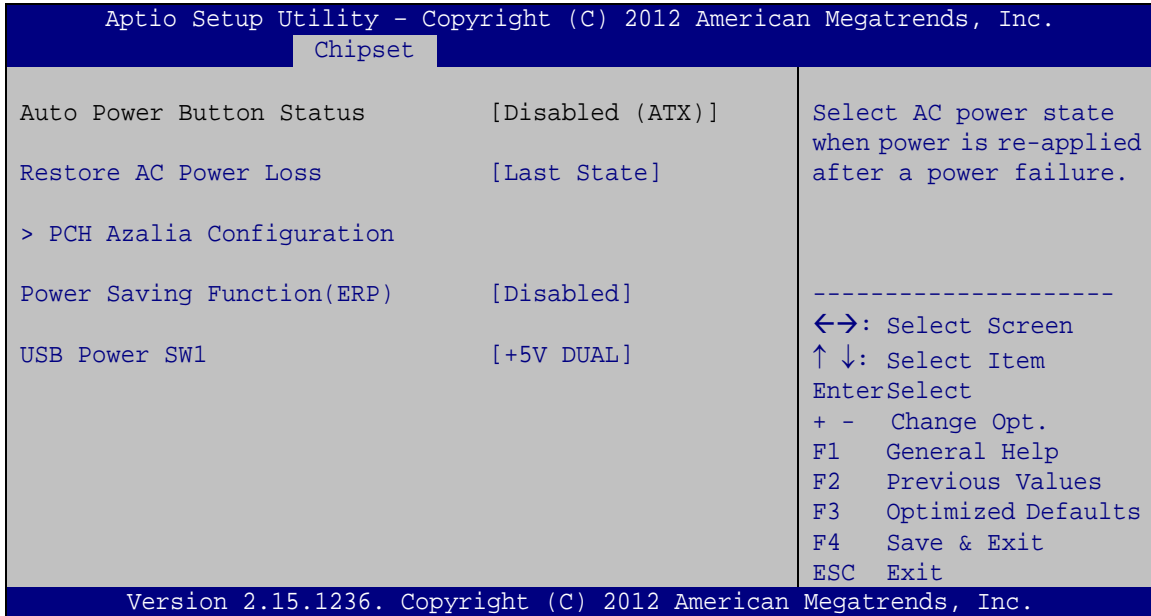 Aptio Setup Utility – Copyright (C) 2012 American Megatrends, Inc.
Chipset
Auto Power Button Status [Disabled (ATX)]
Restore AC Power Loss [Last State]
> PCH Azalia Configuration
Power Saving Function(ERP) [Disabled]
USB Power SW1 [+5V DUAL]
Select AC power state
when power is re-applied
after a power failure.
---------------------
←→: Select Screen
↑ ↓: Select Item
EnterSelect
+ - Change Opt.
F1 General Help
F2 Previous Values
F3 Optimized Defaults
F4 Save & Exit
ESC Exit
Version 2.15.1236. Copyright (C) 2012 American Megatrends, Inc.